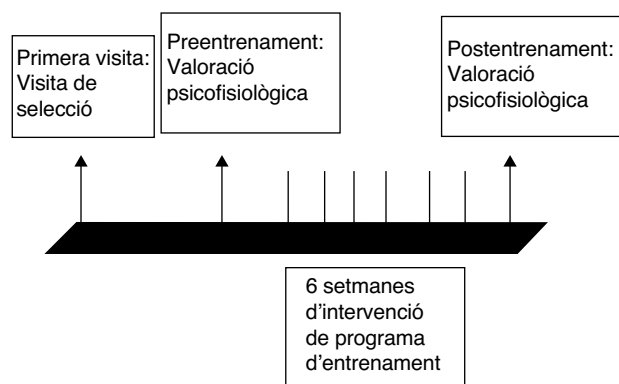 Primera visita:
Visita de
selecció
Preentrenament:
Valoració
psicofisiològica
Postentrenament:
Valoració
psicofisiològica
6 setmanes
d’intervenció
de programa
d’entrenament